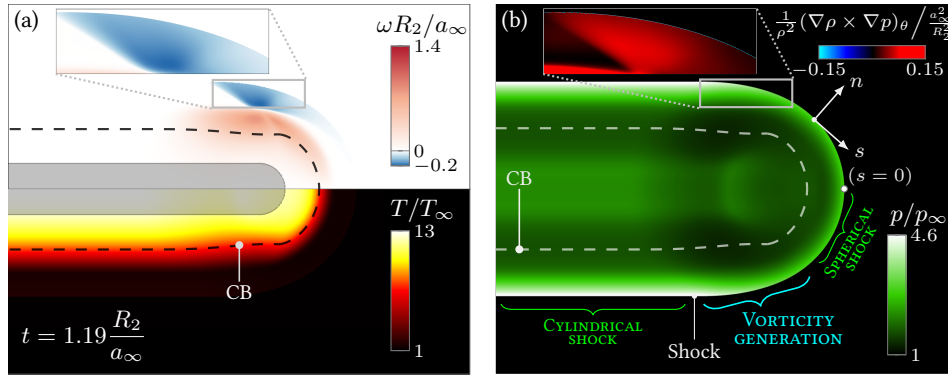 (a)
ωR₂/a∞
1.4
0
−0.2
T/T∞
13
1
CB
t = 1.19 R₂/a∞
(b)
1/ρ² (∇ρ × ∇p)θ / a²∞/R²₂
−0.15 0.15
n
s
(s = 0)
CB
p/p∞
4.6
1
Spherical
shock
Cylindrical
shock
Shock
Vorticity
generation